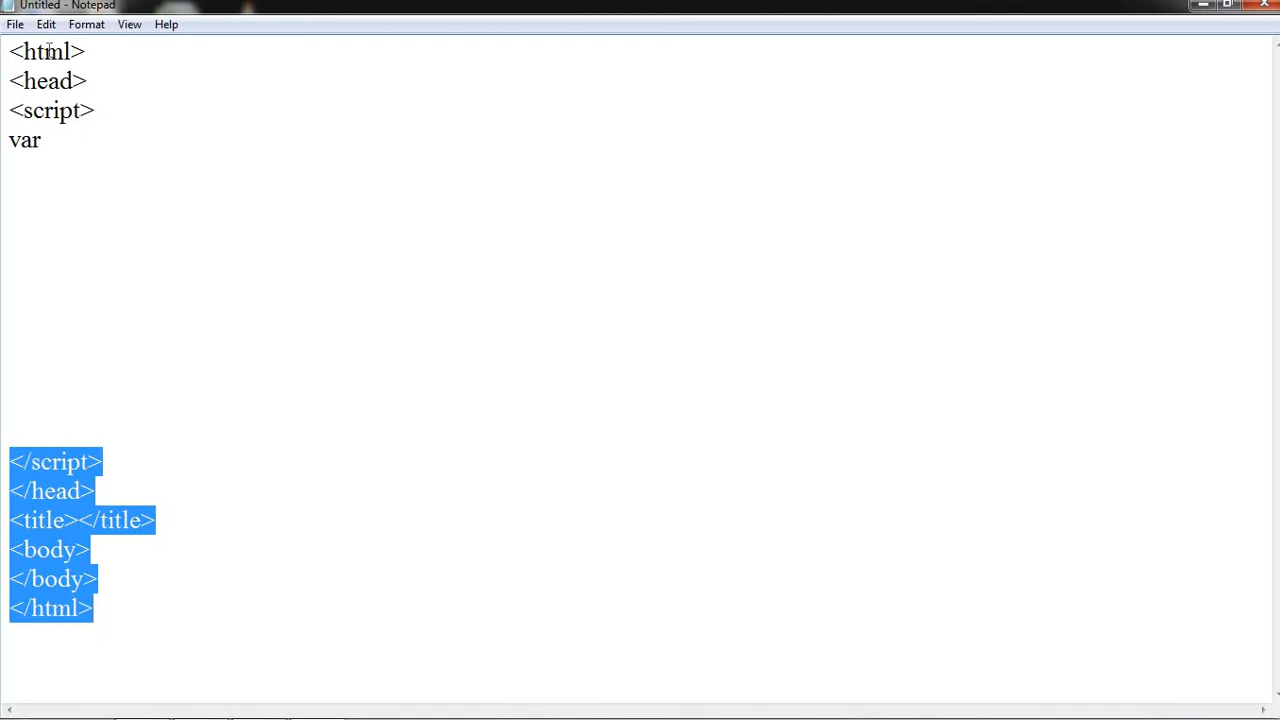 Untitled - Notepad
File Edit Format View Help
<html>
<head>
<script>
var
</script>
</head>
<title></title>
<body>
</body>
</html>